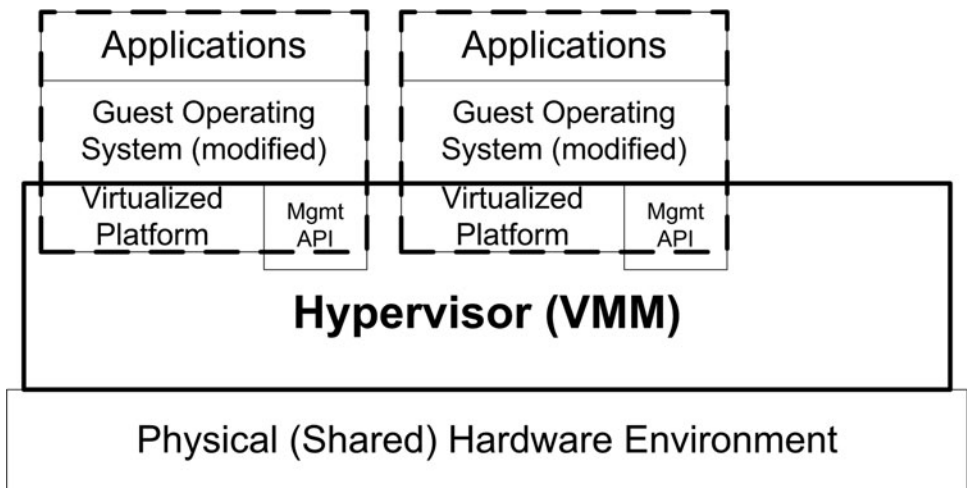 Applications
Guest Operating
System (modified)
Virtualized
Platform
Mgmt
API
Applications
Guest Operating
System (modified)
Virtualized
Platform
Mgmt
API
Hypervisor (VMM)
Physical (Shared) Hardware Environment